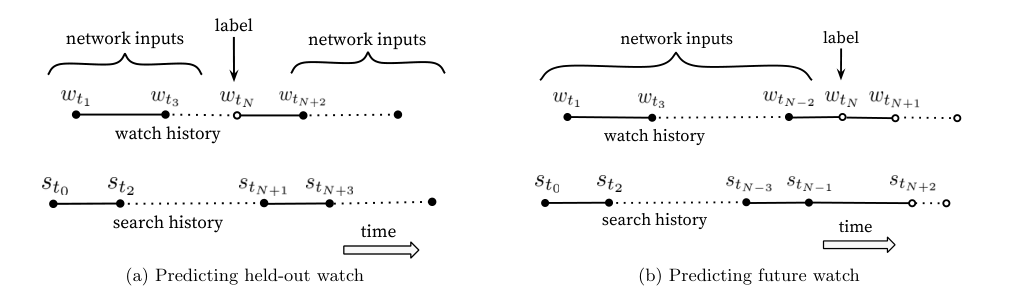 label
network inputs
network inputs
w_{t_1} w_{t_3} w_{t_N} w_{t_{N+2}}
watch history
s_{t_0} s_{t_2} s_{t_{N+1}} s_{t_{N+3}}
search history
time
(a) Predicting held-out watch
network inputs
label
w_{t_1} w_{t_3} w_{t_{N-2}} w_{t_N} w_{t_{N+1}}
watch history
s_{t_0} s_{t_2} s_{t_{N-3}} s_{t_{N-1}} s_{t_{N+2}}
search history
time
(b) Predicting future watch